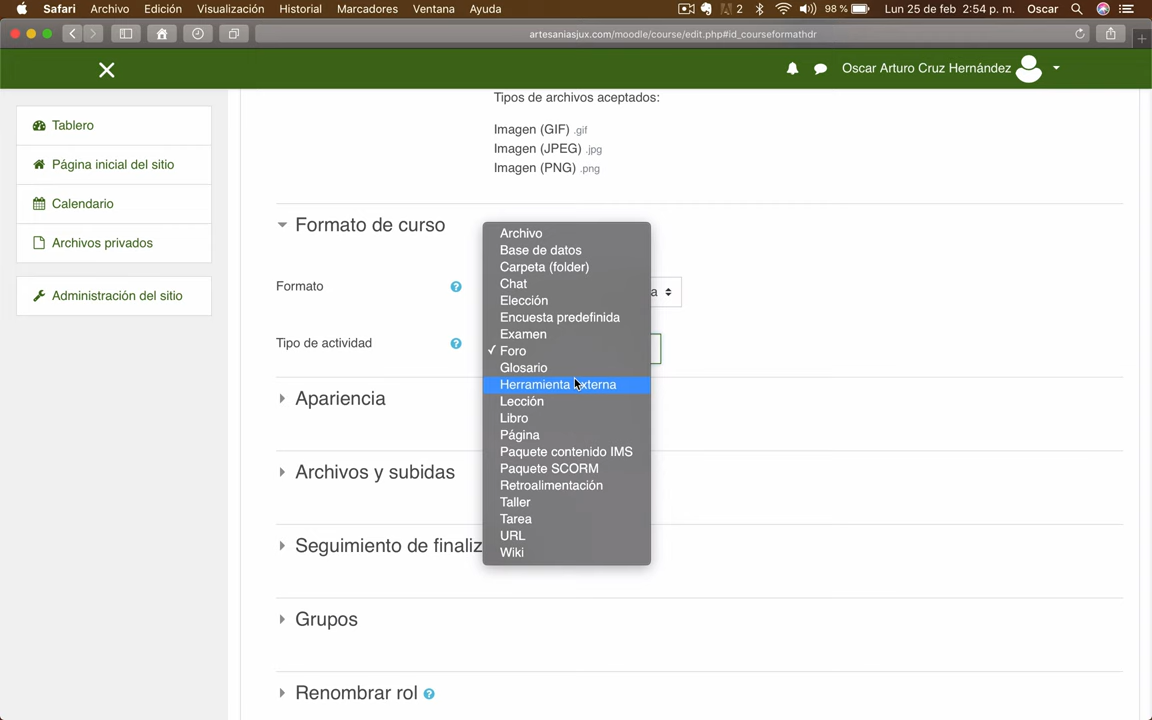 Safari Archivo Edición Visualización Historial Marcadores Ventana Ayuda 2 98 % Lun 25 de feb 2:54 p. m. Oscar
artesaniasjux.com/moodle/course/edit.php#id_courseformathdr
Oscar Arturo Cruz Hernández
Tipos de archivos aceptados:
Tablero
Imagen (GIF) .gif
Imagen (JPEG) .jpg
Página inicial del sitio
Imagen (PNG) .png
Calendario
Formato de curso
Archivos privados
Formato
a
Administración del sitio
Tipo de actividad
Archivo
Base de datos
Carpeta (folder)
Chat
Elección
Encuesta predefinida
Examen
✓ Foro
Glosario
Herramienta externa
Lección
Libro
Página
Paquete contenido IMS
Paquete SCORM
Retroalimentación
Taller
Tarea
URL
Wiki
Apariencia
Archivos y subidas
Seguimiento de finaliz
Grupos
Renombrar rol